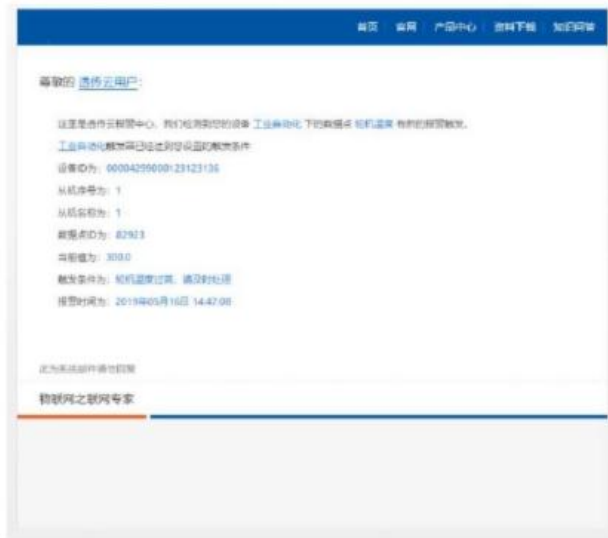 首页 官网 产品中心 资料下载 知识问答
尊敬的 透传云用户:
这里是透传云报警中心，我们检测到您的设备 工业自动化 下的数据点 轮机温度 有新的报警触发。
工业自动化触发器已经达到您设置的触发条件
设备ID为：00004299000123123136
从机序号为：1
从机名称为：1
数据点ID为：82923
当前值为：300.0
触发条件为：轮机温度过高，请及时处理
报警时间为：2019年05月16日 14:47:08
此为系统邮件请勿回复
物联网之联网专家